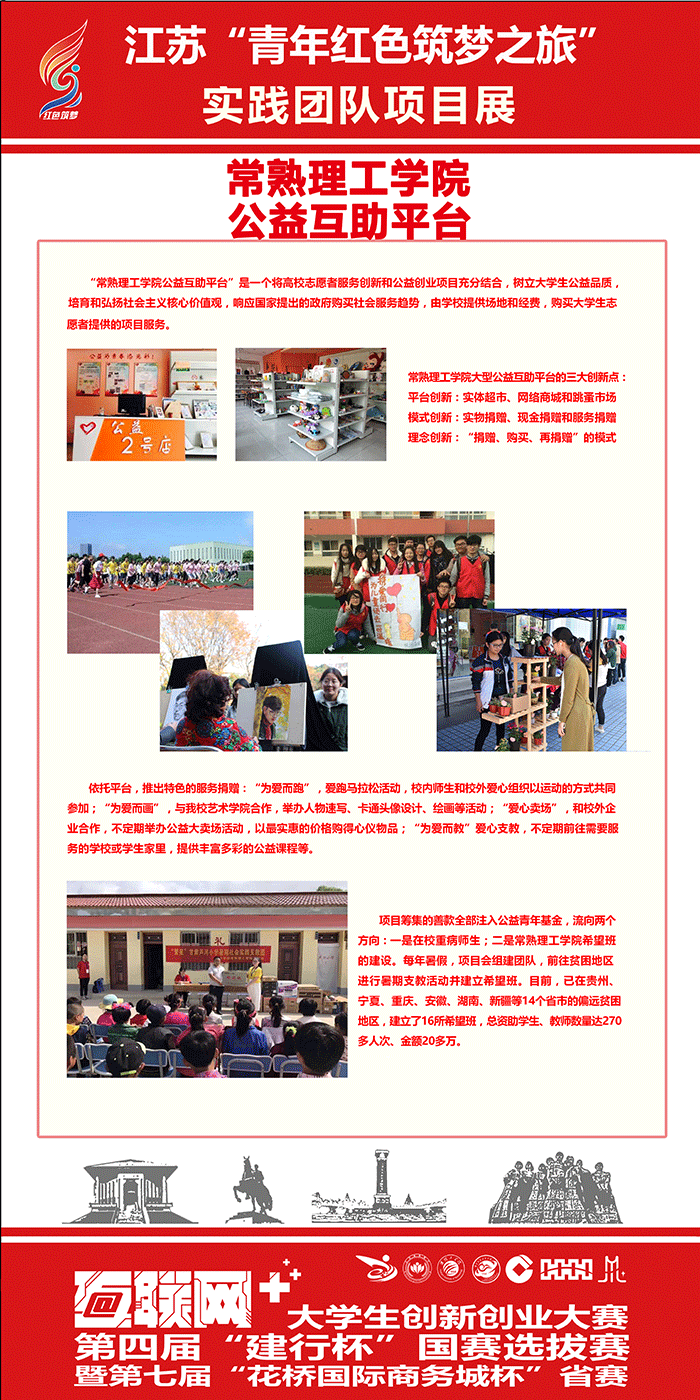 江苏“青年红色筑梦之旅”
红色筑梦
实践团队项目展
常熟理工学院
公益互助平台
“常熟理工学院公益互助平台”是一个将高校志愿者服务创新和公益创业项目充分结合，树立大学生公益品质，
培育和弘扬社会主义核心价值观，响应国家提出的政府购买社会服务趋势，由学校提供场地和经费，购买大学生志
愿者提供的项目服务。
公益
2号店
常熟理工学院大型公益互助平台的三大创新点：
平台创新：实体超市、网络商城和跳蚤市场
模式创新：实物捐赠、现金捐赠和服务捐赠
理念创新：“捐赠、购买、再捐赠”的模式
依托平台，推出特色的服务捐赠：“为爱而跑”，爱跑马拉松活动，校内师生和校外爱心组织以运动的方式共同
参加；“为爱而画”，与我校艺术学院合作，举办人物速写、卡通头像设计、绘画等活动；“爱心卖场”，和校外企
业合作，不定期举办公益大卖场活动，以最实惠的价格购得心仪物品；“为爱而教”爱心支教，不定期前往需要服
务的学校或学生家里，提供丰富多彩的公益课程等。
项目筹集的善款全部注入公益青年基金，流向两个
方向：一是在校重病师生；二是常熟理工学院希望班
的建设。每年暑假，项目会组建团队，前往贫困地区
进行暑期支教活动并建立希望班。目前，已在贵州、
宁夏、重庆、安徽、湖南、新疆等14个省市的偏远贫困
地区，建立了16所希望班，总资助学生、教师数量达270
多人次、金额20多万。
互联网++
大学生创新创业大赛
第四届“建行杯”国赛选拔赛
暨第七届“花桥国际商务城杯”省赛